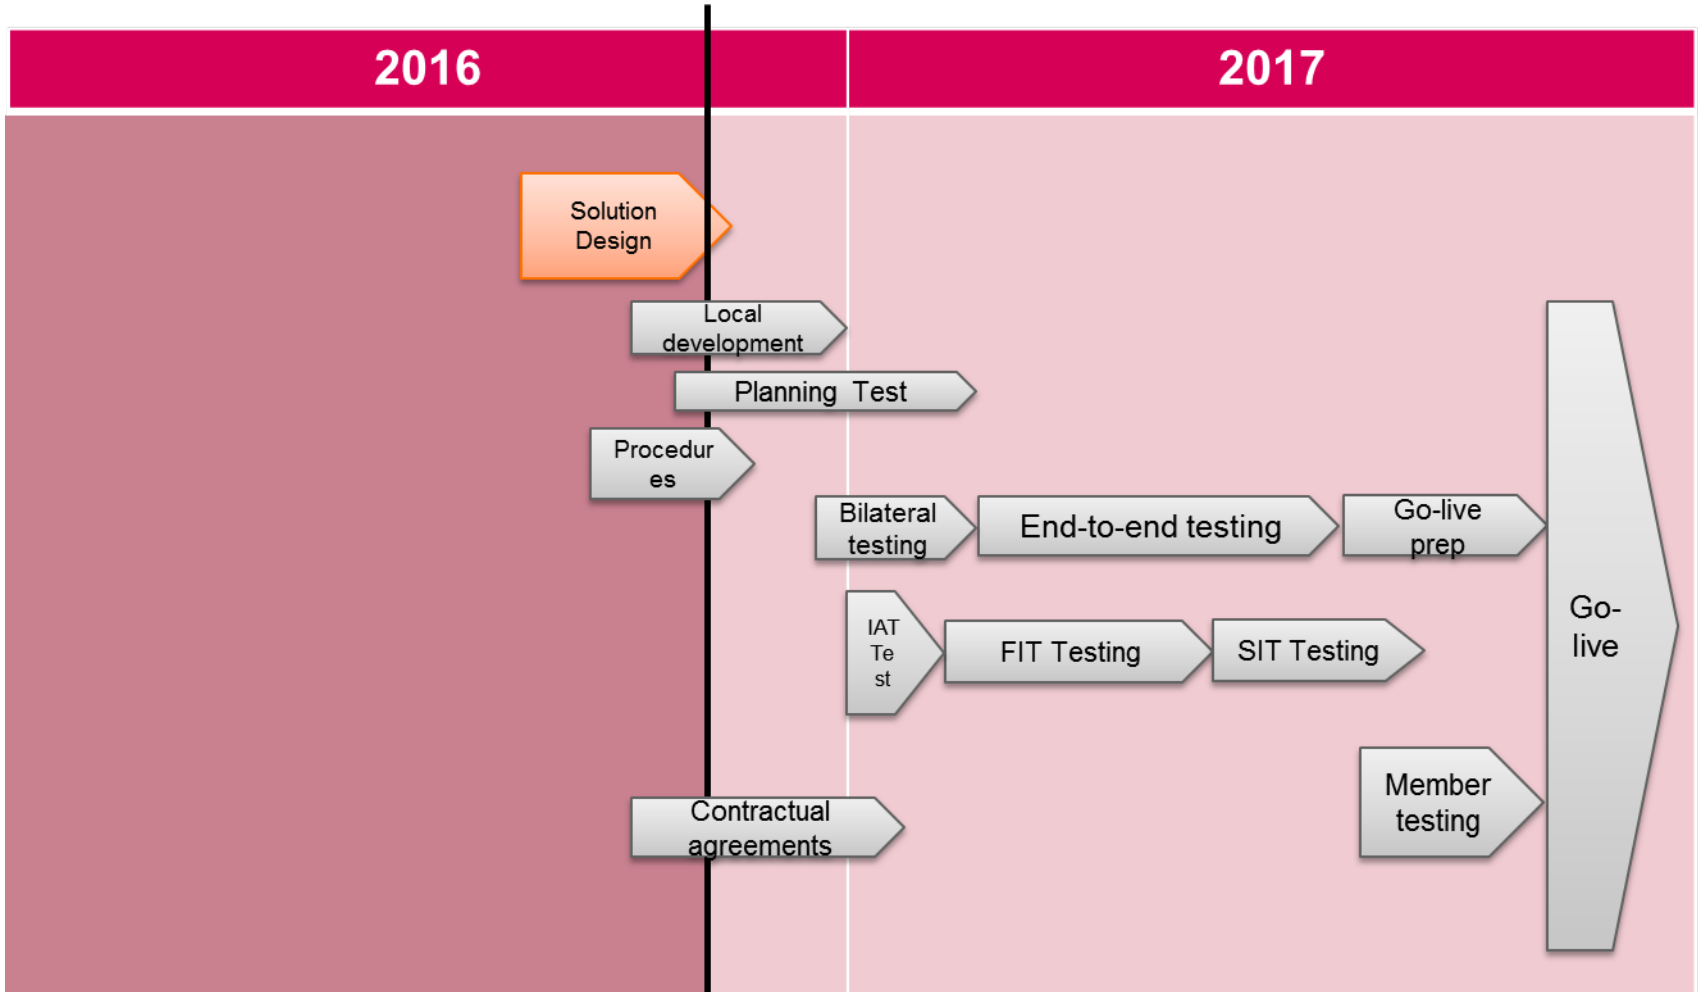 2016
2017
Solution
Design
Local
development
Planning  Test
Procedur
es
Bilateral
testing
End-to-end testing
Go-live
prep
IAT
Te
st
FIT Testing
SIT Testing
Go-
live
Member
testing
Contractual
agreements